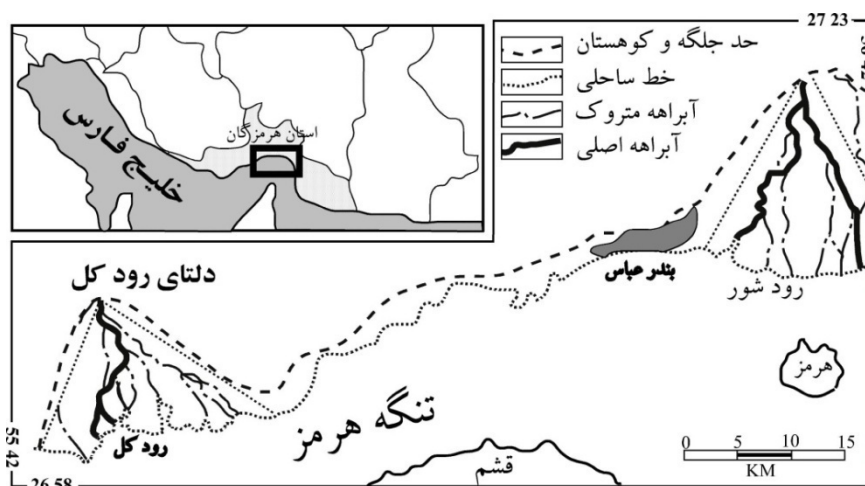 27 23
حد جلگه و کوهستان
خط ساحلی
آبراهه متروک
آبراهه اصلی
استان هرمزگان
خلیج فارس
دلتای رود کل
بندر عباس
رود شور
هرمز
تنگه هرمز
رود کل
قشم
0 5 10 15
KM
55 42
26 58